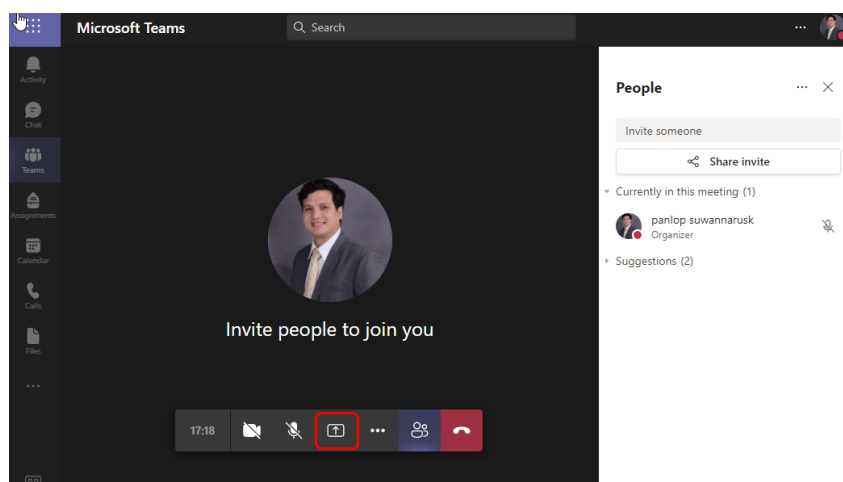 Microsoft Teams
Search
Activity
Chat
Teams
Assignments
Calendar
Calls
Files
Invite people to join you
17:18
People
Invite someone
Share invite
Currently in this meeting (1)
panlop suwannarusk
Organizer
Suggestions (2)